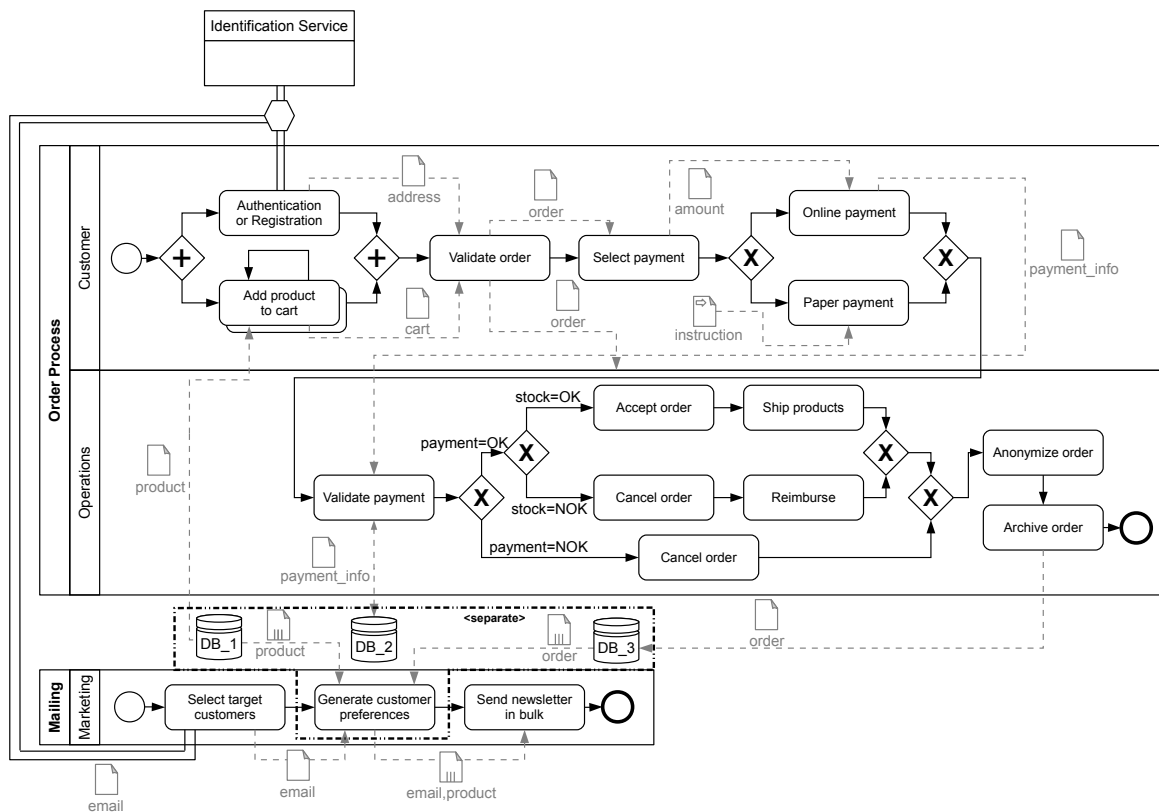 Identification Service
Order Process
Customer
Authentication
or Registration
address
Add product
to cart
cart
Validate order
order
order
Select payment
amount
instruction
Online payment
Paper payment
payment_info
Operations
product
Validate payment
payment_info
payment=OK
payment=NOK
stock=OK
stock=NOK
Accept order
Ship products
Cancel order
Reimburse
Cancel order
Anonymize order
Archive order
order
<separate>
DB_1
product
DB_2
order
DB_3
Mailing
Marketing
Select target
customers
Generate customer
preferences
Send newsletter
in bulk
email
email
email,product
X
X
X
X
X
X